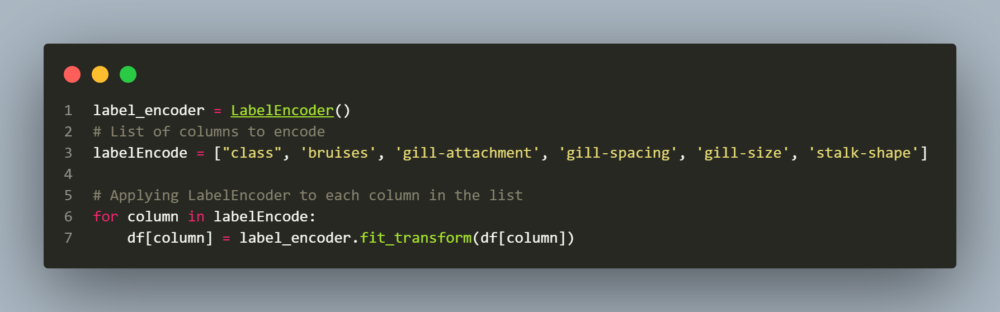 1 label_encoder = LabelEncoder()
2 # List of columns to encode
3 labelEncode = ["class", 'bruises', 'gill-attachment', 'gill-spacing', 'gill-size', 'stalk-shape']
4
5 # Applying LabelEncoder to each column in the list
6 for column in labelEncode:
7     df[column] = label_encoder.fit_transform(df[column])